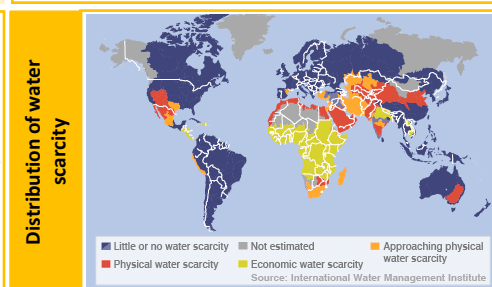 Distribution of water
scarcity
Little or no water scarcity
Not estimated
Approaching physical
water scarcity
Physical water scarcity
Economic water scarcity
Source: International Water Management Institute